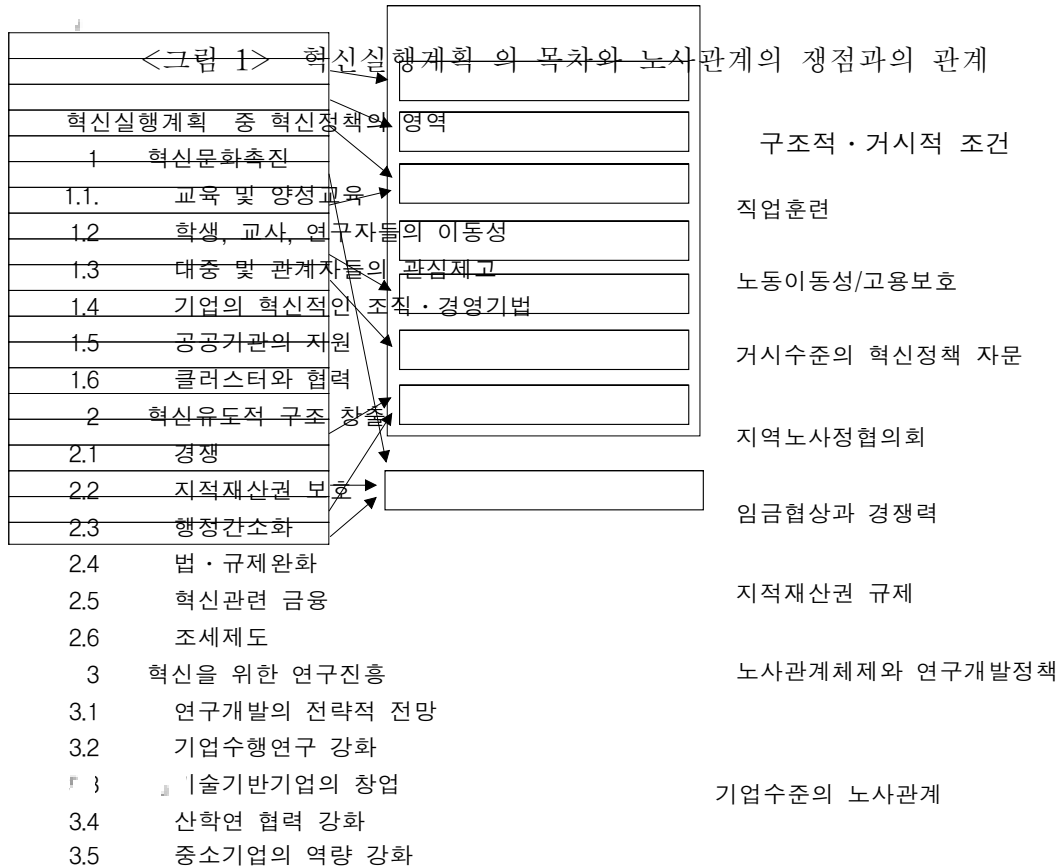 <그림 1> 혁신실행계획 의 목차와 노사관계의 쟁점과의 관계
혁신실행계획 중 혁신정책의 영역
1 혁신문화촉진
1.1. 교육 및 양성교육
1.2 학생, 교사, 연구자들의 이동성
1.3 대중 및 관계자들의 관심제고
1.4 기업의 혁신적인 조직·경영기법
1.5 공공기관의 지원
1.6 클러스터와 협력
2 혁신유도적 구조 창출
2.1 경쟁
2.2 지적재산권 보호
2.3 행정간소화
2.4 법·규제완화
2.5 혁신관련 금융
2.6 조세제도
3 혁신을 위한 연구진흥
3.1 연구개발의 전략적 전망
3.2 기업수행연구 강화
『 』술기반기업의 창업
3.4 산학연 협력 강화
3.5 중소기업의 역량 강화
구조적·거시적 조건
직업훈련
노동이동성/고용보호
거시수준의 혁신정책 자문
지역노사정협의회
임금협상과 경쟁력
지적재산권 규제
노사관계체제와 연구개발정책
기업수준의 노사관계